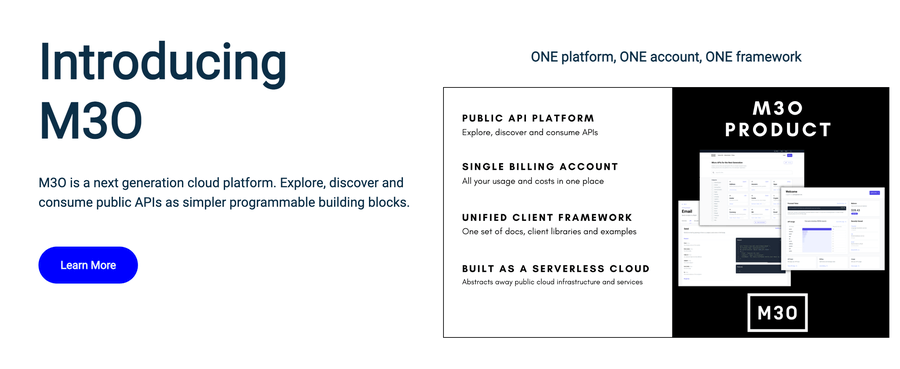 Introducing
M3O
M3O is a next generation cloud platform. Explore, discover and
consume public APIs as simpler programmable building blocks.
Learn More
ONE platform, ONE account, ONE framework
PUBLIC API PLATFORM
Explore, discover and consume APIs
SINGLE BILLING ACCOUNT
All your usage and costs in one place
UNIFIED CLIENT FRAMEWORK
One set of docs, client libraries and examples
BUILT AS A SERVERLESS CLOUD
Abstracts away public cloud infrastructure and services
M3O
PRODUCT
Email
Welcome
M3O